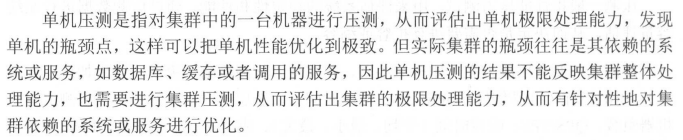 单机压测是指对集群中的一台机器进行压测，从而评估出单机极限处理能力，发现
单机的瓶颈点，这样可以把单机性能优化到极致。但实际集群的瓶颈往往是其依赖的系
统或服务，如数据库、缓存或者调用的服务，因此单机压测的结果不能反映集群整体处
理能力，也需要进行集群压测，从而评估出集群的极限处理能力，从而有针对性地对集
群依赖的系统或服务进行优化。